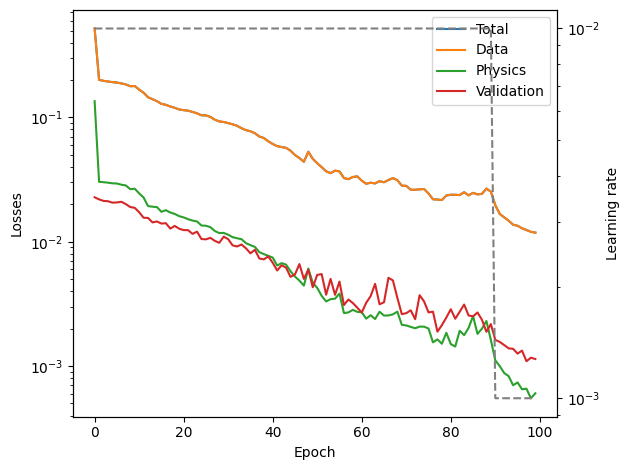 Total
Data
Physics
Validation
10⁻¹
10⁻²
10⁻³
Losses
10⁻²
10⁻³
Learning rate
0
20
40
60
80
100
Epoch